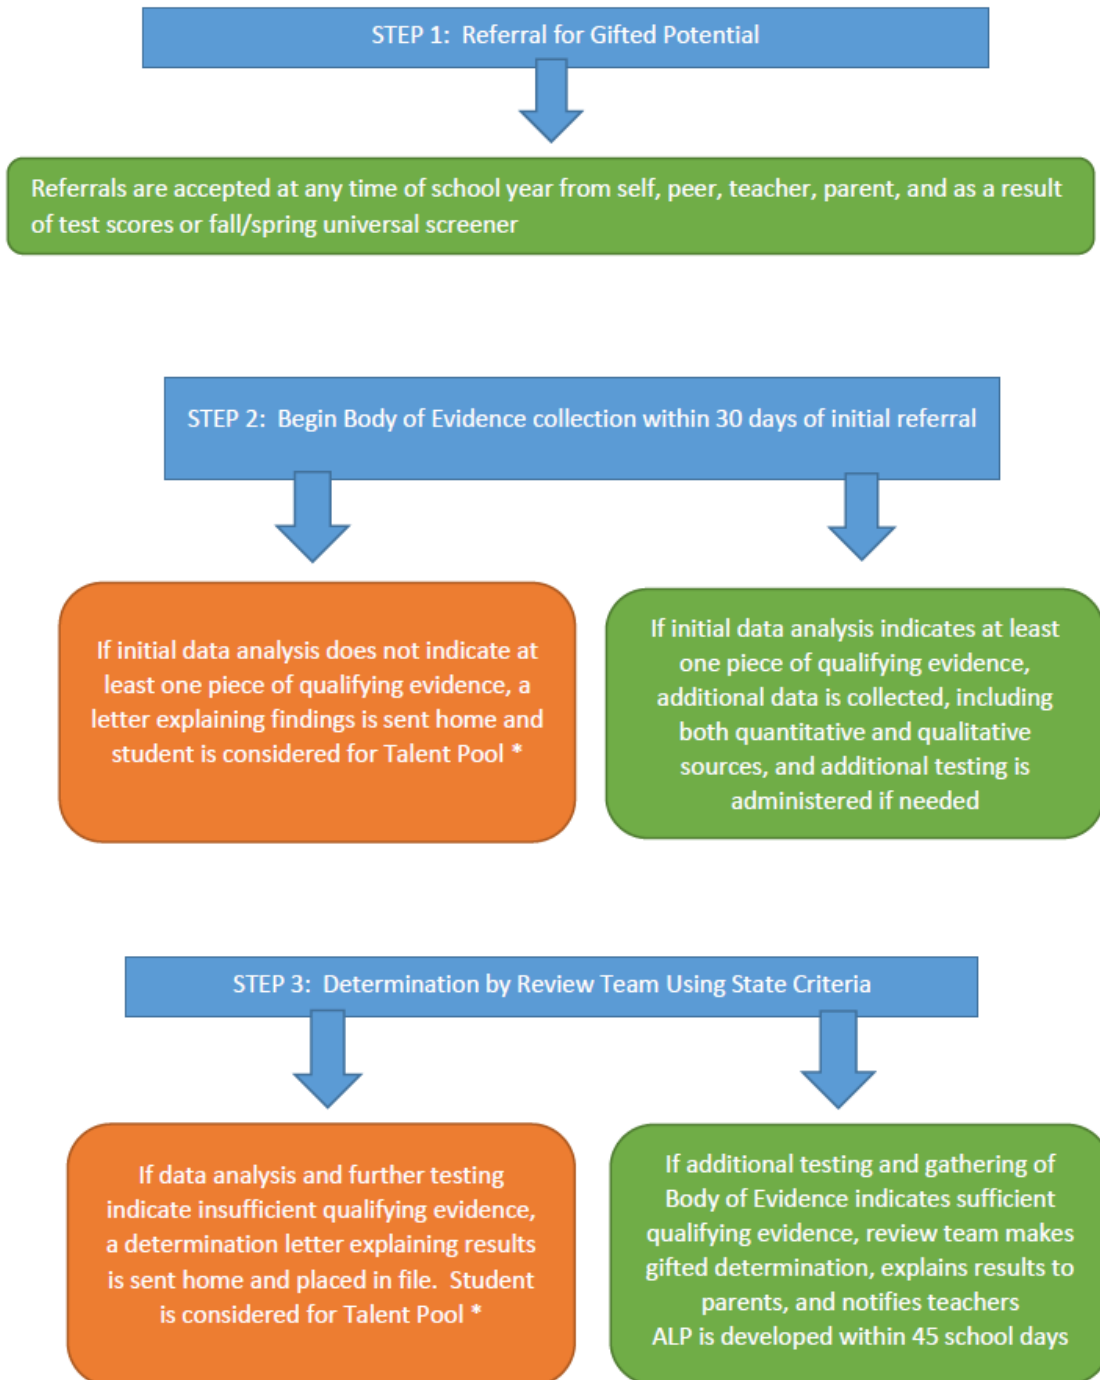 STEP 1:  Referral for Gifted Potential
Referrals are accepted at any time of school year from self, peer, teacher, parent, and as a result
of test scores or fall/spring universal screener
STEP 2:  Begin Body of Evidence collection within 30 days of initial referral
If initial data analysis does not indicate at
least one piece of qualifying evidence, a
letter explaining findings is sent home and
student is considered for Talent Pool *
If initial data analysis indicates at least
one piece of qualifying evidence,
additional data is collected, including
both quantitative and qualitative
sources, and additional testing is
administered if needed
STEP 3:  Determination by Review Team Using State Criteria
If data analysis and further testing
indicate insufficient qualifying evidence,
a determination letter explaining results
is sent home and placed in file.  Student
is considered for Talent Pool *
If additional testing and gathering of
Body of Evidence indicates sufficient
qualifying evidence, review team makes
gifted determination, explains results to
parents, and notifies teachers
ALP is developed within 45 school days